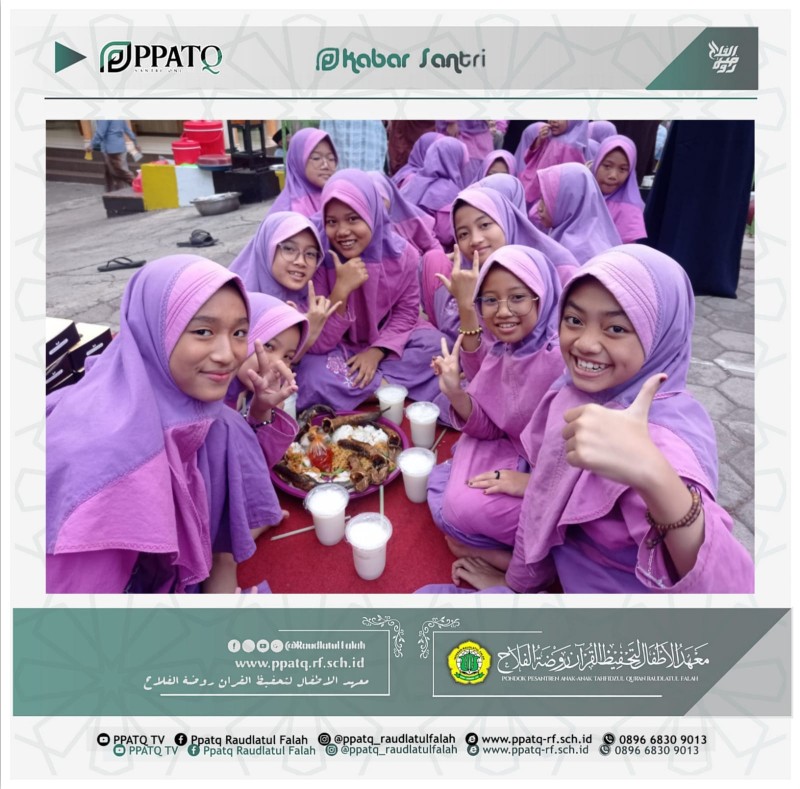 PPATQ
Kabar Santri
@Raudlatul Falah
www.ppatq.rf.sch.id
معهد الاطفال لتحفيظ القران روضة الفلاح
معهد الأطفال لتحفيظ القرآن روضة الفلاح
PONDOK PESANTREN ANAK-ANAK TAHFIDZUL QURAN RAUDLATUL FALAH
PPATQ TV Ppatq Raudlatul Falah @ppatq_raudlatulfalah www.ppatq-rf.sch.id 0896 6830 9013
PPATQ TV Ppatq Raudlatul Falah @ppatq_raudlatulfalah www.ppatq-rf.sch.id 0896 6830 9013